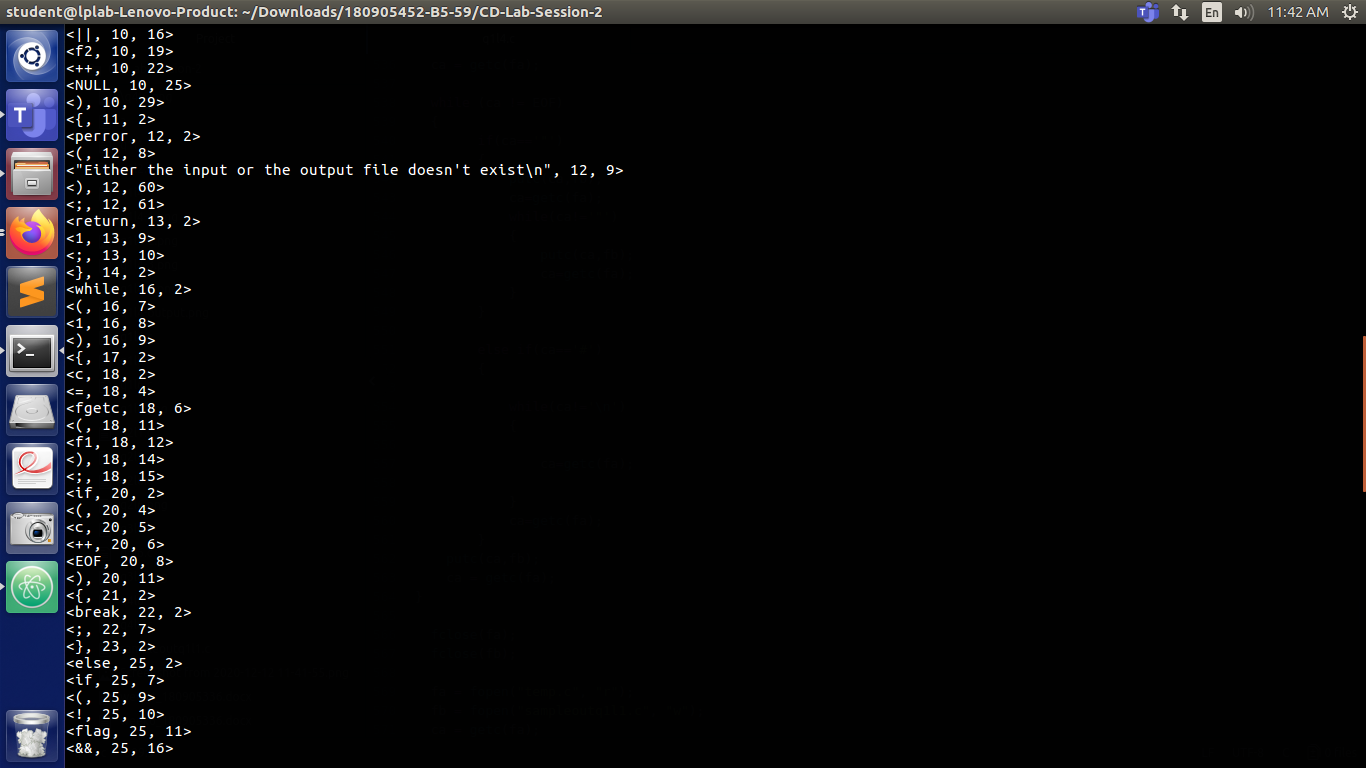 student@lplab-Lenovo-Product: ~/Downloads/180905452-B5-59/CD-Lab-Session-2
En
11:42 AM
<||, 10, 16>
<f2, 10, 19>
<++, 10, 22>
<NULL, 10, 25>
<), 10, 29>
<{, 11, 2>
<perror, 12, 2>
<(, 12, 8>
<"Either the input or the output file doesn't exist\n", 12, 9>
<), 12, 60>
<;, 12, 61>
<return, 13, 2>
<1, 13, 9>
<;, 13, 10>
<}, 14, 2>
<while, 16, 2>
<(, 16, 7>
<1, 16, 8>
<), 16, 9>
<{, 17, 2>
<c, 18, 2>
<=, 18, 4>
<fgetc, 18, 6>
<(, 18, 11>
<f1, 18, 12>
<), 18, 14>
<;, 18, 15>
<if, 20, 2>
<(, 20, 4>
<c, 20, 5>
<++, 20, 6>
<EOF, 20, 8>
<), 20, 11>
<{, 21, 2>
<break, 22, 2>
<;, 22, 7>
<}, 23, 2>
<else, 25, 2>
<if, 25, 7>
<(, 25, 9>
<!, 25, 10>
<flag, 25, 11>
<&&, 25, 16>